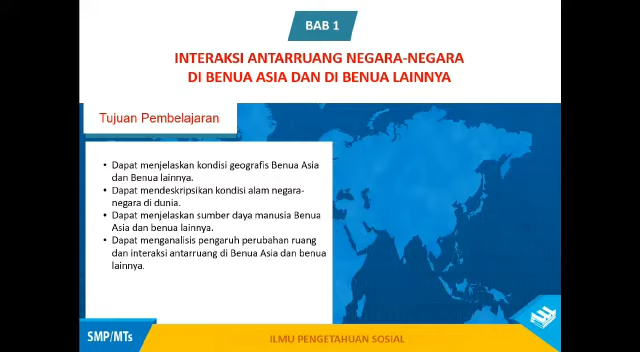 BAB 1
INTERAKSI ANTARRUANG NEGARA-NEGARA
DI BENUA ASIA DAN DI BENUA LAINNYA
Tujuan Pembelajaran
• Dapat menjelaskan kondisi geografis Benua Asia
dan Benua lainnya.
• Dapat mendeskripsikan kondisi alam negara-
negara di dunia.
• Dapat menjelaskan sumber daya manusia Benua
Asia dan benua lainnya.
• Dapat menganalisis pengaruh perubahan ruang
dan interaksi antarruang di Benua Asia dan benua
lainnya.
SMP/MTs
ILMU PENGETAHUAN SOSIAL